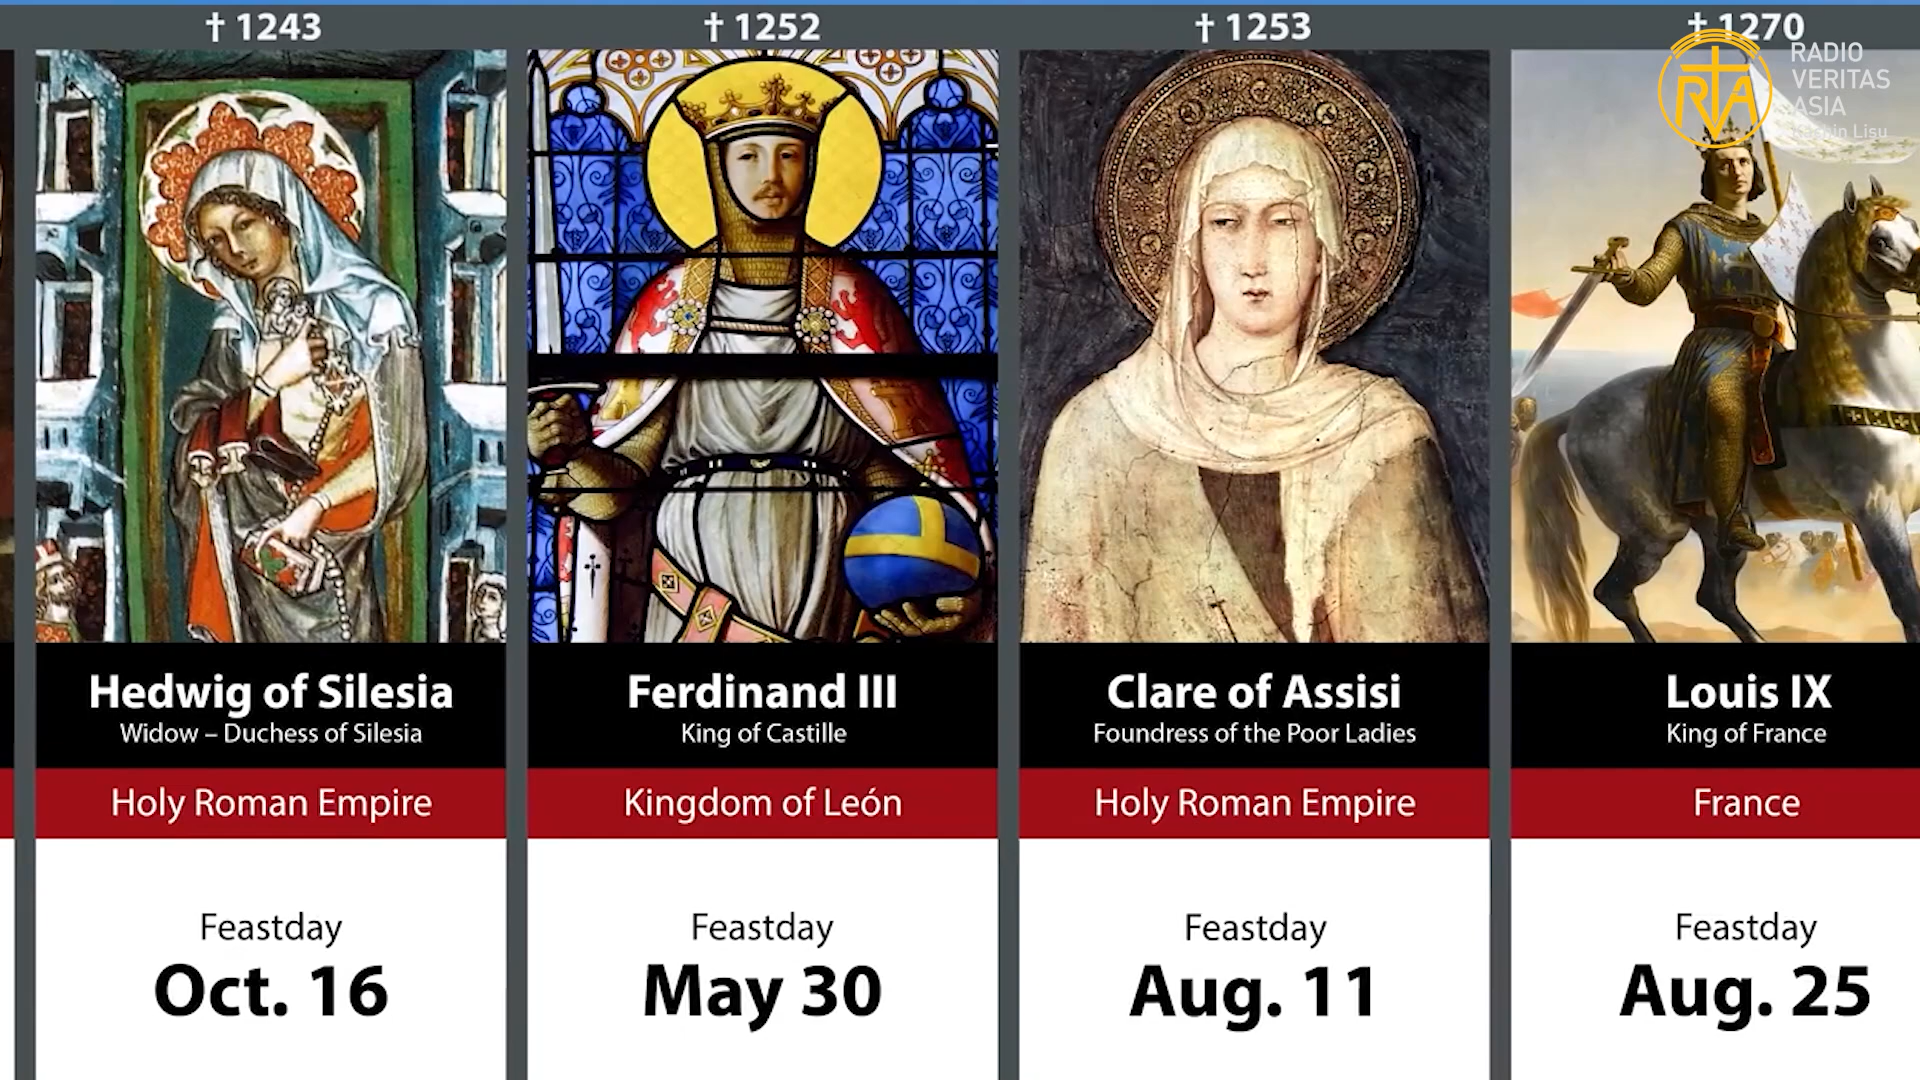 † 1243
Hedwig of Silesia
Widow – Duchess of Silesia
Holy Roman Empire
Feastday
Oct. 16
† 1252
Ferdinand III
King of Castille
Kingdom of León
Feastday
May 30
† 1253
Clare of Assisi
Foundress of the Poor Ladies
Holy Roman Empire
Feastday
Aug. 11
† 1270
Louis IX
King of France
France
Feastday
Aug. 25
RADIO
VERITAS
ASIA
Lisu